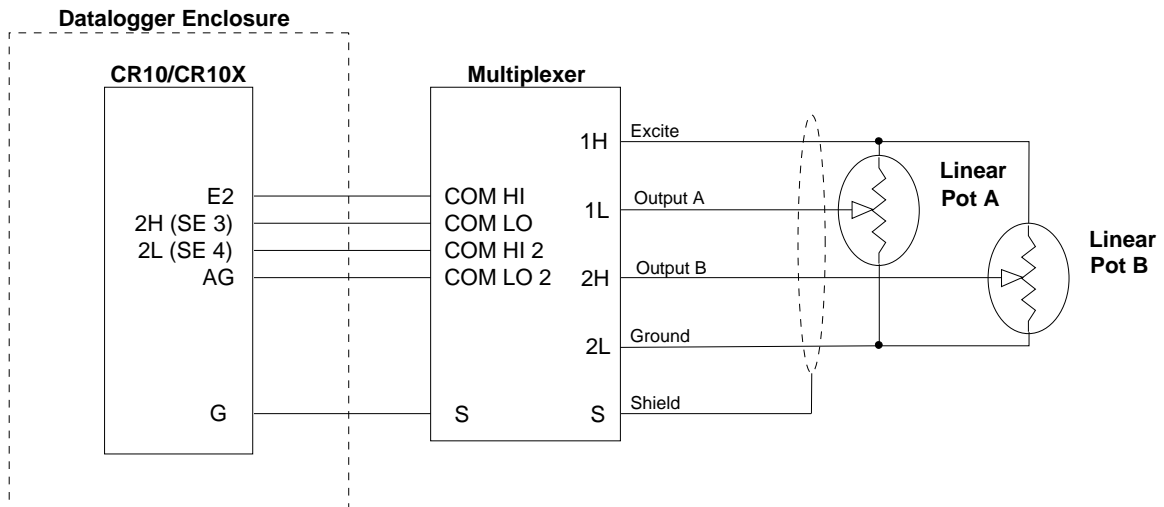 Datalogger Enclosure
CR10/CR10X
Multiplexer
E2
2H (SE 3)
2L (SE 4)
AG
G
COM HI
COM LO
COM HI 2
COM LO 2
S
1H
1L
2H
2L
S
Excite
Output A
Output B
Ground
Shield
Linear
Pot A
Linear
Pot B